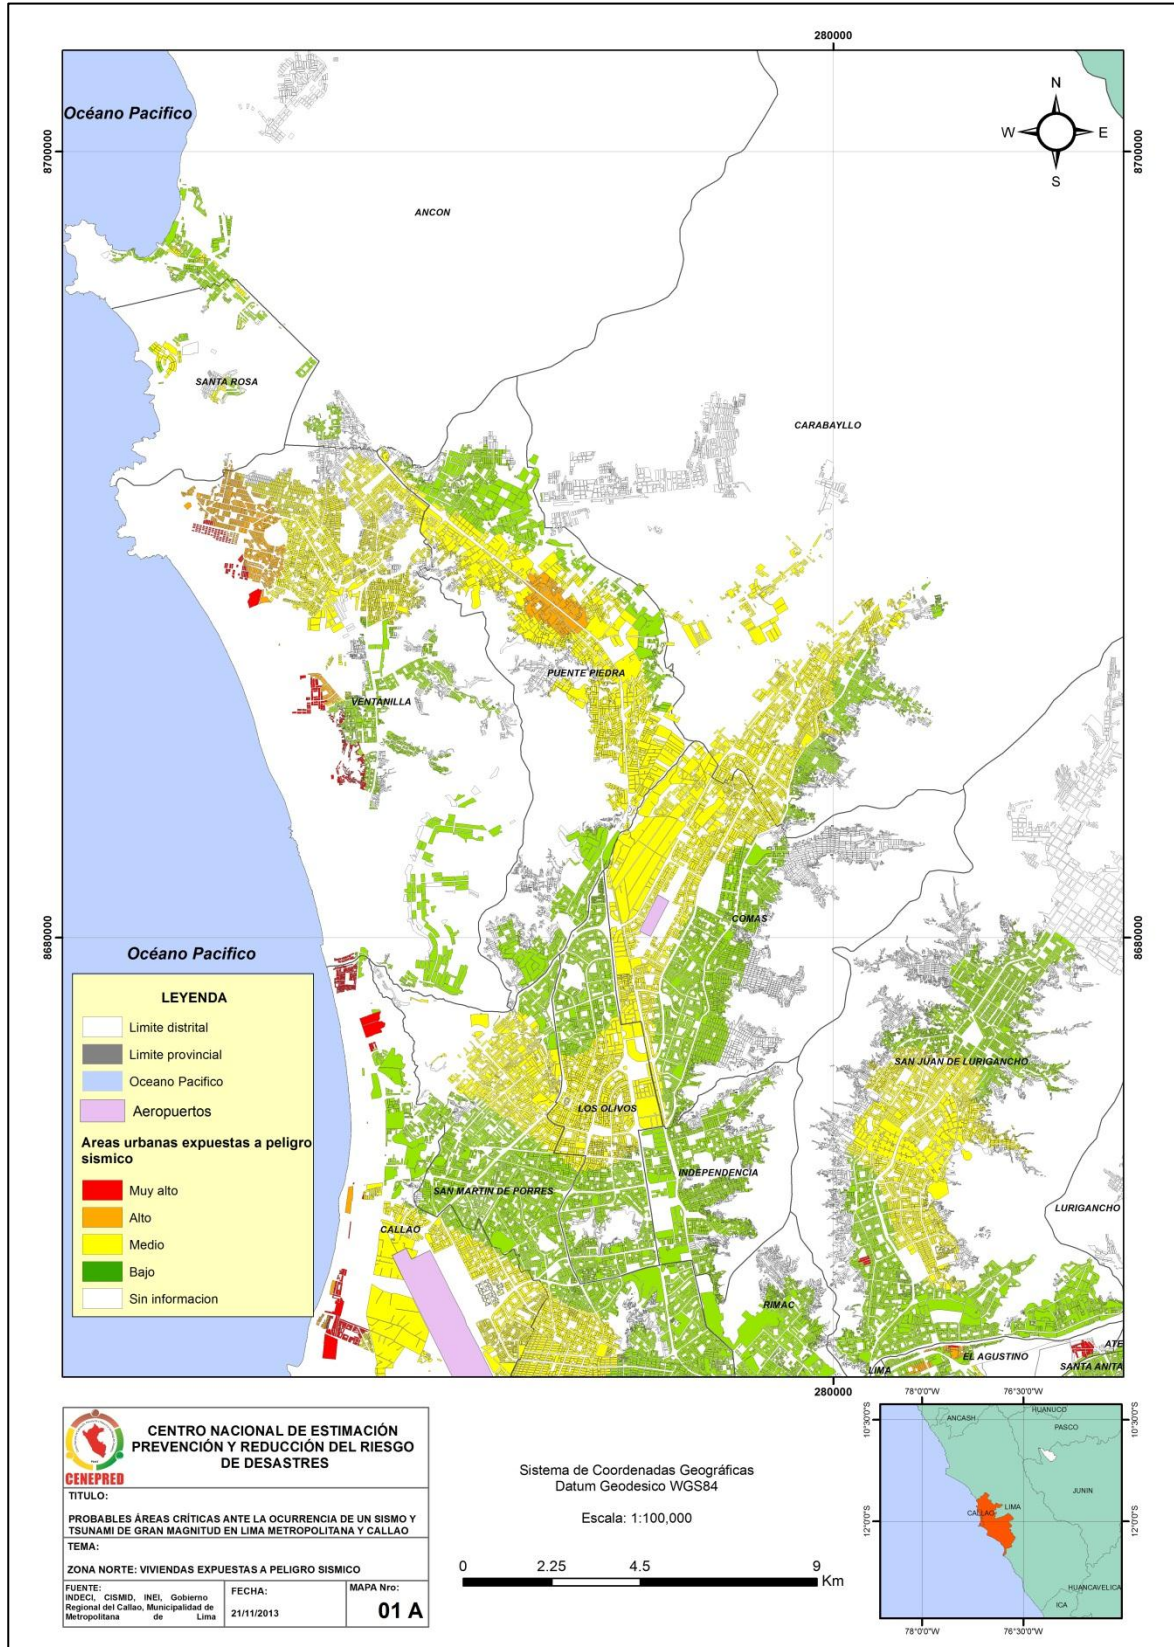 280000
Océano Pacifico
N
W
E
S
8700000
8700000
ANCON
SANTA ROSA
CARABAYLLO
PUENTE PIEDRA
VENTANILLA
COMAS
8680000
8680000
Océano Pacifico
LEYENDA
Limite distrital
Limite provincial
Oceano Pacifico
Aeropuertos
Areas urbanas expuestas a peligro
sismico
Muy alto
Alto
Medio
Bajo
Sin informacion
SAN JUAN DE LURIGANCHO
LOS OLIVOS
INDEPENDENCIA
SAN MARTIN DE PORRES
LURIGANCHO
CALLAO
RIMAC
ATE
EL AGUSTINO
LIMA
SANTA ANITA
280000
CENEPRED
CENTRO NACIONAL DE ESTIMACIÓN
PREVENCIÓN Y REDUCCIÓN DEL RIESGO
DE DESASTRES
TITULO:
PROBABLES ÁREAS CRÍTICAS ANTE LA OCURRENCIA DE UN SISMO Y
TSUNAMI DE GRAN MAGNITUD EN LIMA METROPOLITANA Y CALLAO
TEMA:
ZONA NORTE: VIVIENDAS EXPUESTAS A PELIGRO SISMICO
FUENTE:
INDECI, CISMID, INEI, Gobierno
Regional del Callao, Municipalidad de
Metropolitana de Lima
FECHA:
21/11/2013
MAPA Nro:
01 A
Sistema de Coordenadas Geográficas
Datum Geodesico WGS84
Escala: 1:100,000
0 2.25 4.5 9
Km
78°0'0"W 76°30'0"W
10°30'0"S
10°30'0"S
HUANUCO
ANCASH
PASCO
JUNIN
LIMA
CALLAO
12°0'0"S
12°0'0"S
HUANCAVELICA
ICA
78°0'0"W 76°30'0"W